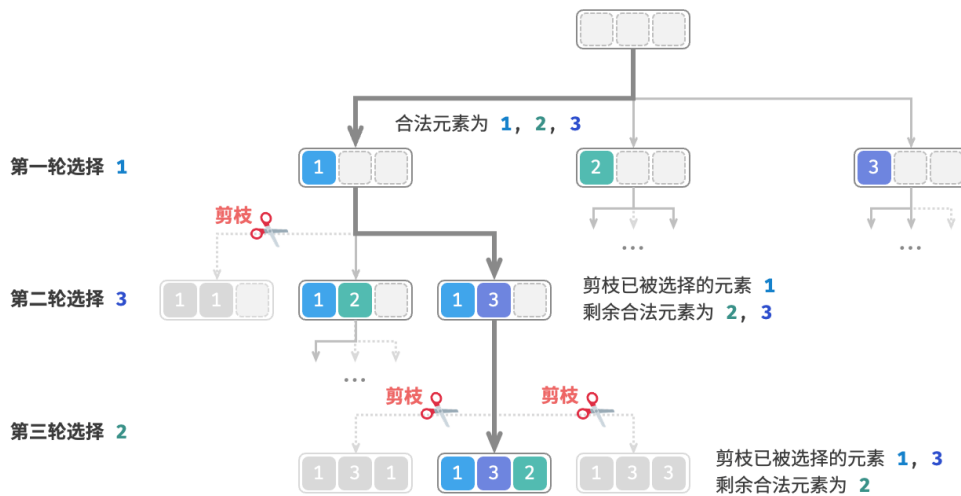 合法元素为 1, 2, 3
第一轮选择 1
1
2
3
剪枝
...
...
第二轮选择 3
1 1
1 2
1 3
剪枝已被选择的元素 1
剩余合法元素为 2, 3
...
剪枝
剪枝
第三轮选择 2
1 3 1
1 3 2
1 3 3
剪枝已被选择的元素 1, 3
剩余合法元素为 2